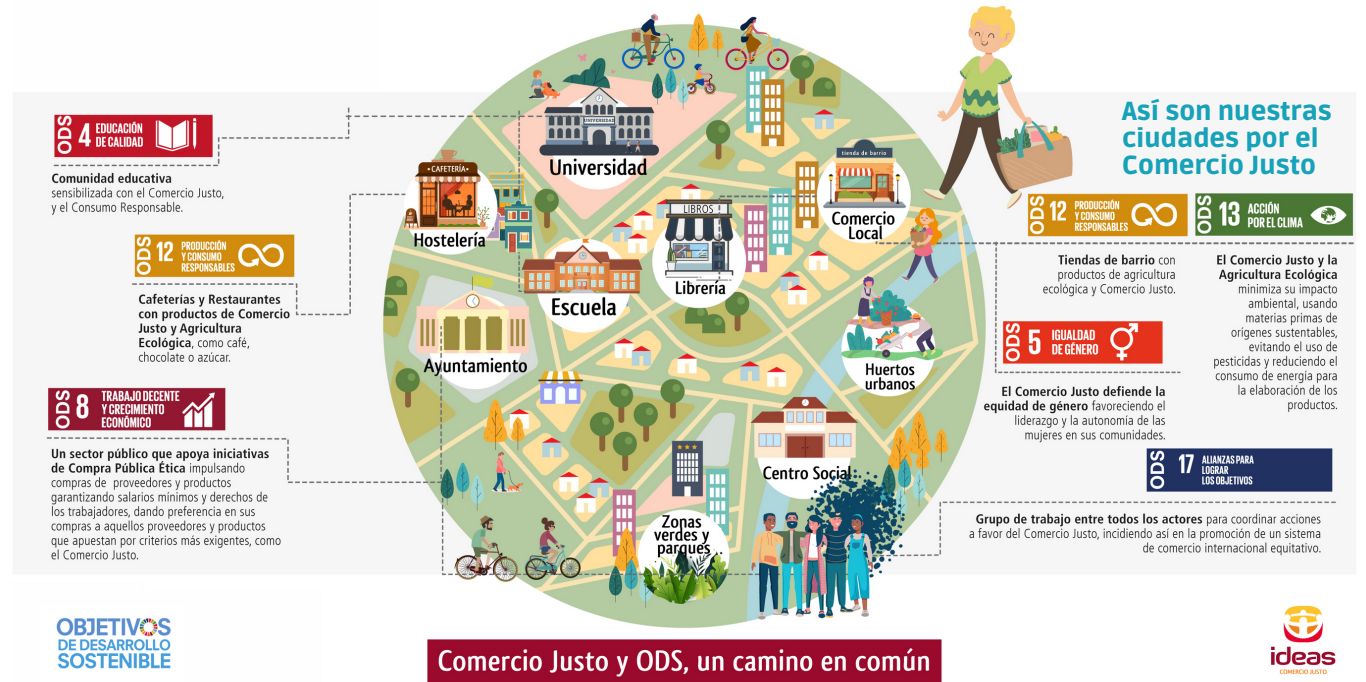 Así son nuestras
ciudades por el
Comercio Justo
ODS 4 EDUCACIÓN
DE CALIDAD
Comunidad educativa
sensibilizada con el Comercio Justo,
y el Consumo Responsable.
ODS 12 PRODUCCIÓN
Y CONSUMO
RESPONSABLES
Cafeterías y Restaurantes
con productos de Comercio
Justo y Agricultura
Ecológica, como café,
chocolate o azúcar.
ODS 8 TRABAJO DECENTE
Y CRECIMIENTO
ECONÓMICO
Un sector público que apoya iniciativas
de Compra Pública Ética impulsando
compras de proveedores y productos
garantizando salarios mínimos y derechos de
los trabajadores, dando preferencia en sus
compras a aquellos proveedores y productos
que apuestan por criterios más exigentes, como
el Comercio Justo.
UNIVERSIDAD
Universidad
CAFETERÍA
Hostelería
tienda de barrio
Comercio
Local
LIBROS
Librería
Escuela
Ayuntamiento
Huertos
urbanos
Centro Social
Zonas
verdes y
parques
ODS 12 PRODUCCIÓN
Y CONSUMO
RESPONSABLES
Tiendas de barrio con
productos de agricultura
ecológica y Comercio Justo.
ODS 13 ACCIÓN
POR EL CLIMA
El Comercio Justo y la
Agricultura Ecológica
minimiza su impacto
ambiental, usando
materias primas de
orígenes sustentables,
evitando el uso de
pesticidas y reduciendo el
consumo de energía para
la elaboración de los
productos.
ODS 5 IGUALDAD
DE GÉNERO
El Comercio Justo defiende la
equidad de género favoreciendo el
liderazgo y la autonomía de las
mujeres en sus comunidades.
ODS 17 ALIANZAS PARA
LOGRAR
LOS OBJETIVOS
Grupo de trabajo entre todos los actores para coordinar acciones
a favor del Comercio Justo, incidiendo así en la promoción de un sistema
de comercio internacional equitativo.
OBJETIVOS
DE DESARROLLO
SOSTENIBLE
Comercio Justo y ODS, un camino en común
ideas
COMERCIO JUSTO